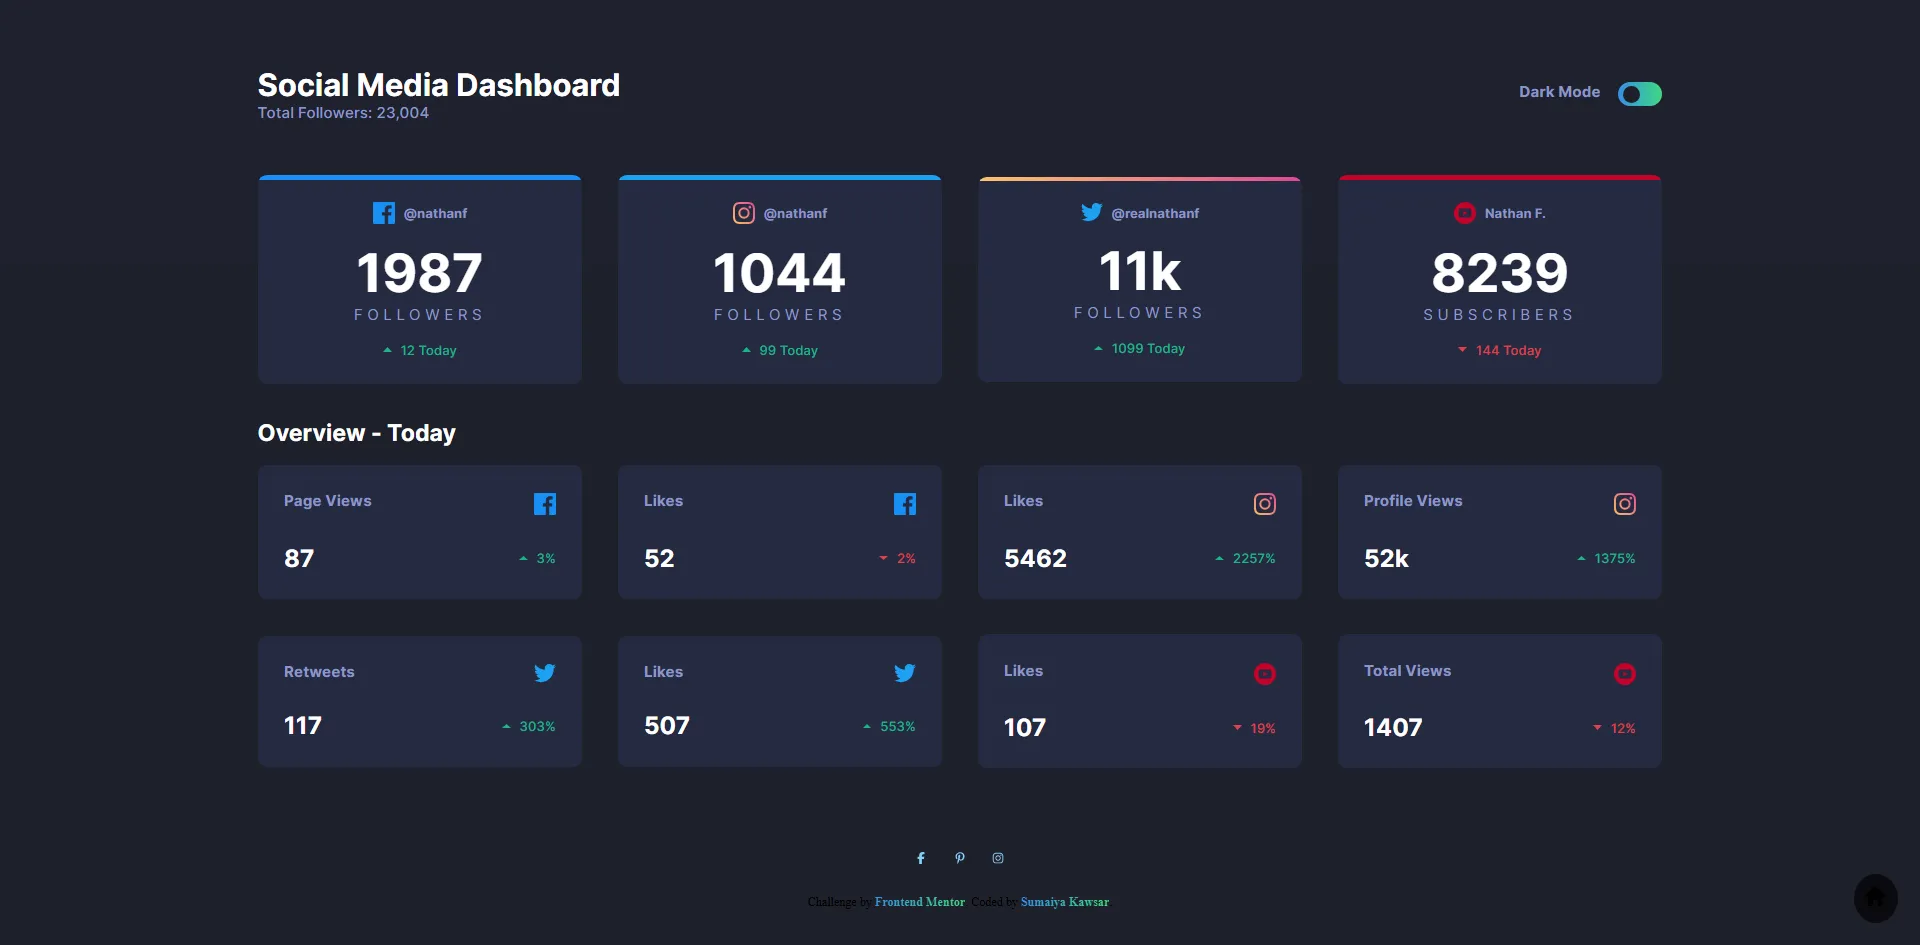 Social Media Dashboard
Total Followers: 23,004
Dark Mode
@nathanf
1987
FOLLOWERS
12 Today
@nathanf
1044
FOLLOWERS
99 Today
@realnathanf
11k
FOLLOWERS
1099 Today
Nathan F.
8239
SUBSCRIBERS
144 Today
Overview - Today
Page Views
87
3%
Likes
52
2%
Likes
5462
2257%
Profile Views
52k
1375%
Retweets
117
303%
Likes
507
553%
Likes
107
19%
Total Views
1407
12%
Challenge by Frontend Mentor. Coded by Sumaiya Kawsar.